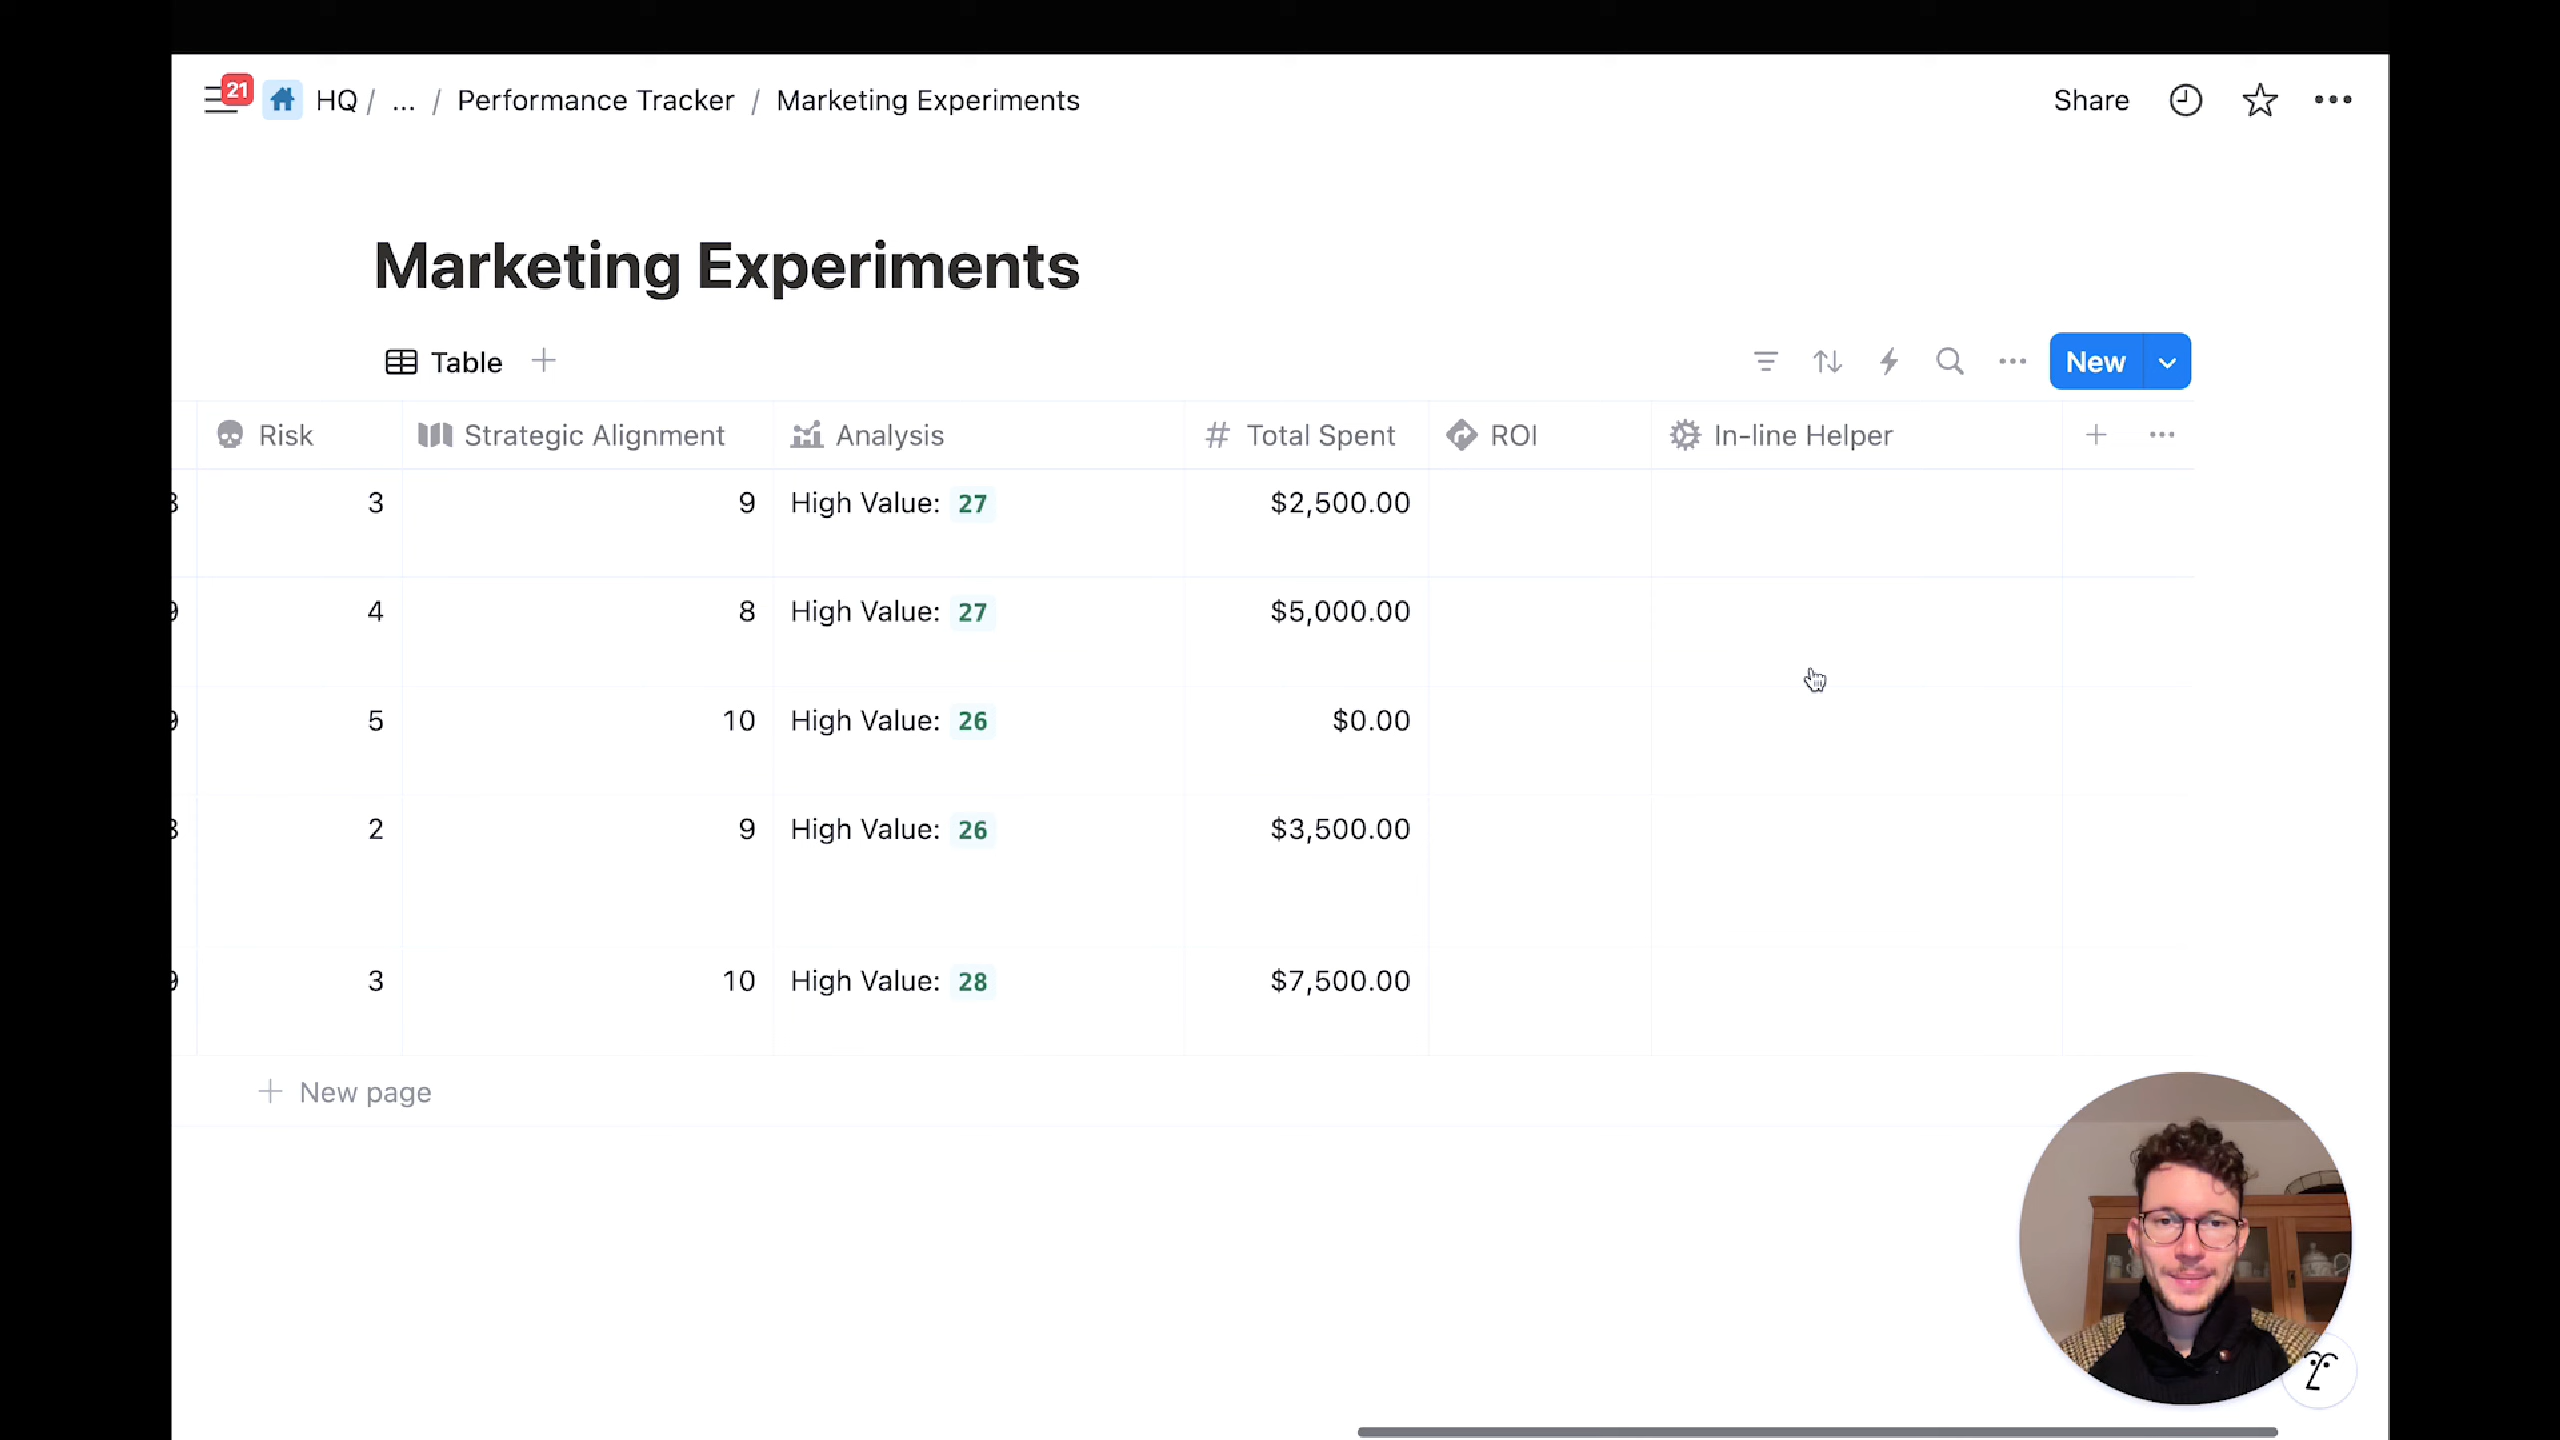 21 HQ / ... / Performance Tracker / Marketing Experiments Share
Marketing Experiments
Table New
Risk Strategic Alignment Analysis # Total Spent ROI In-line Helper
3 9 High Value: 27 $2,500.00
4 8 High Value: 27 $5,000.00
5 10 High Value: 26 $0.00
2 9 High Value: 26 $3,500.00
3 10 High Value: 28 $7,500.00
+ New page